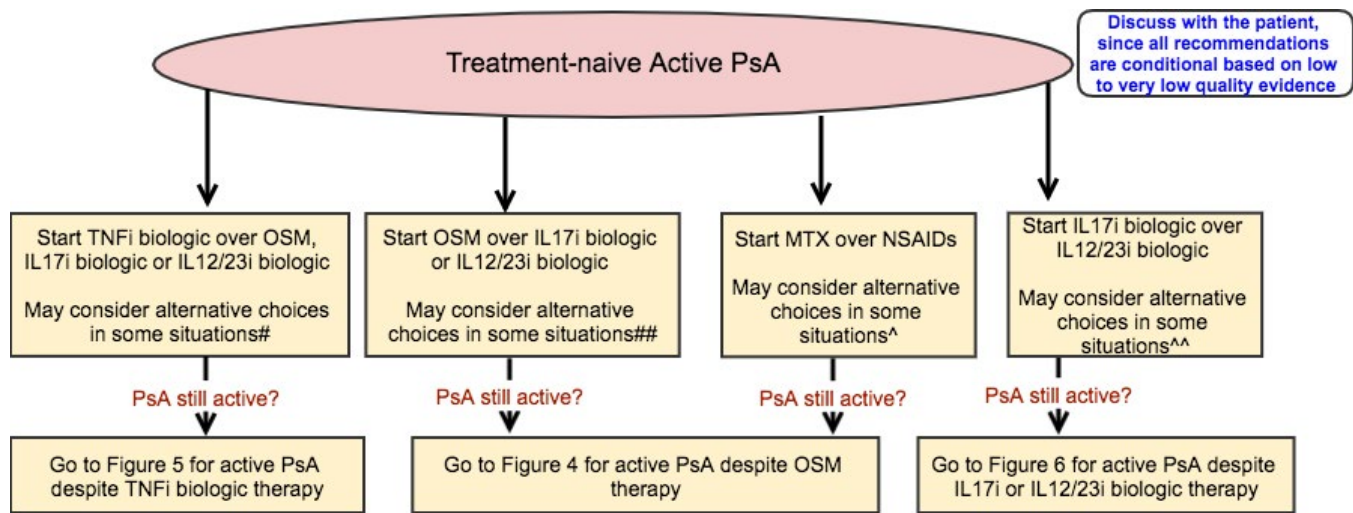 Treatment-naive Active PsA
Discuss with the patient,
since all recommendations
are conditional based on low
to very low quality evidence
Start TNFi biologic over OSM,
IL17i biologic or IL12/23i biologic
May consider alternative choices
in some situations#
Start OSM over IL17i biologic
or IL12/23i biologic
May consider alternative
choices in some situations##
Start MTX over NSAIDs
May consider alternative
choices in some
situations^
Start IL17i biologic over
IL12/23i biologic
May consider alternative
choices in some
situations^^
PsA still active?
PsA still active?
PsA still active?
PsA still active?
Go to Figure 5 for active PsA
despite TNFi biologic therapy
Go to Figure 4 for active PsA despite OSM
therapy
Go to Figure 6 for active PsA despite
IL17i or IL12/23i biologic therapy